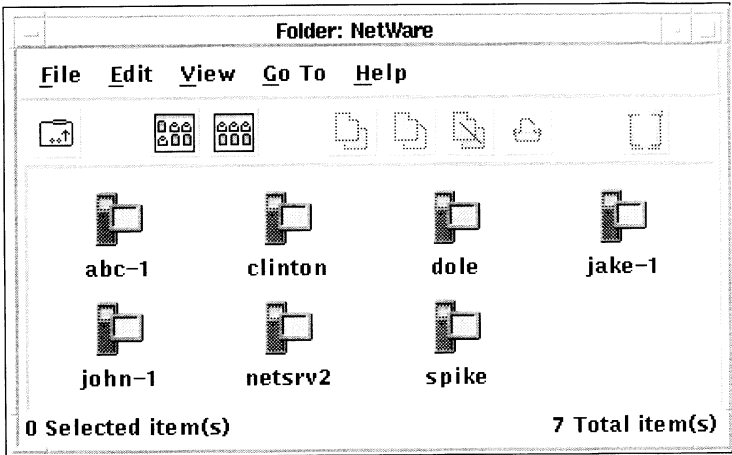 Folder: NetWare
File Edit View Go To Help
abc-1 clinton dole jake-1
john-1 netsrv2 spike
0 Selected item(s) 7 Total item(s)